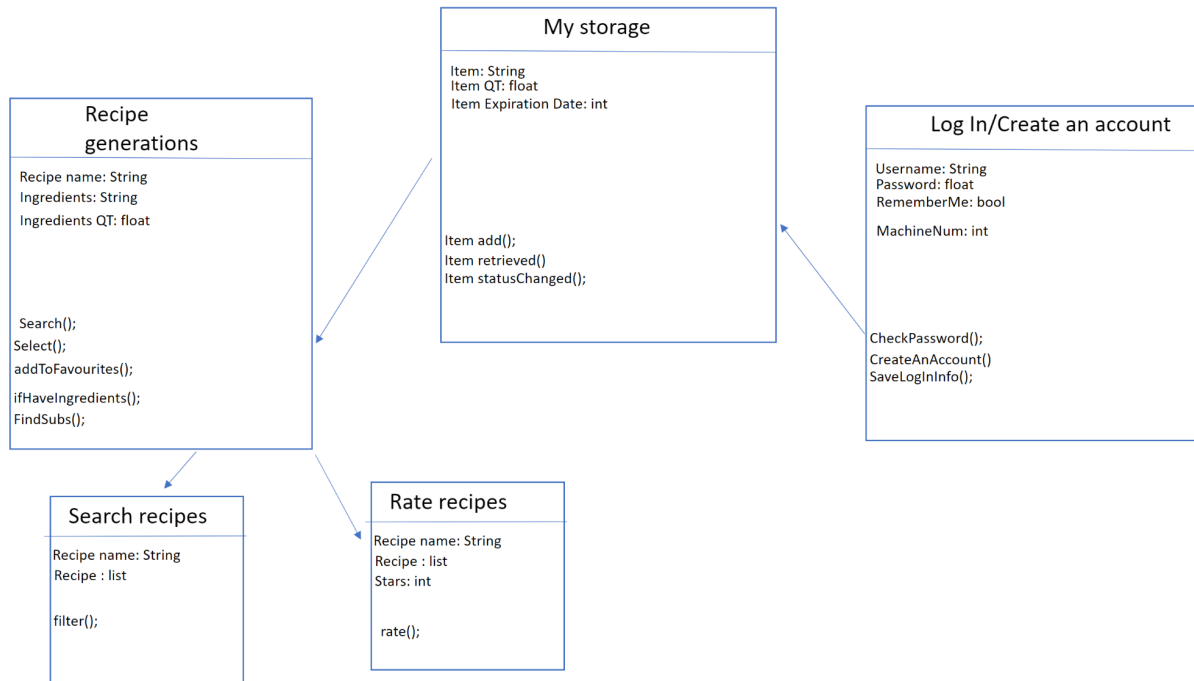 My storage
Item: String
Item QT: float
Item Expiration Date: int
Item add();
Item retrieved()
Item statusChanged();
Recipe
generations
Recipe name: String
Ingredients: String
Ingredients QT: float
Search();
Select();
addToFavourites();
ifHaveIngredients();
FindSubs();
Log In/Create an account
Username: String
Password: float
RememberMe: bool
MachineNum: int
CheckPassword();
CreateAnAccount()
SaveLogInInfo();
Search recipes
Recipe name: String
Recipe : list
filter();
Rate recipes
Recipe name: String
Recipe : list
Stars: int
rate();